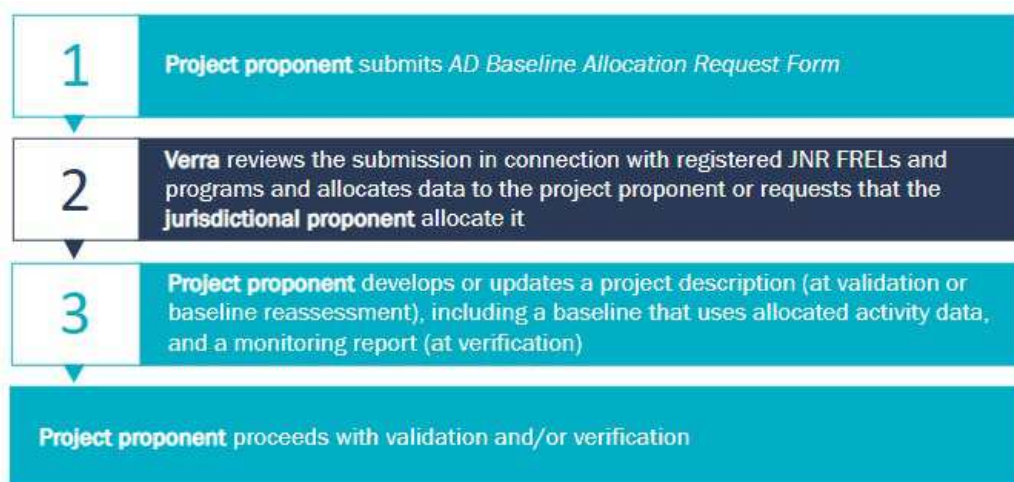 1
Project proponent submits AD Baseline Allocation Request Form
2
Verra reviews the submission in connection with registered JNR FRELs and
programs and allocates data to the project proponent or requests that the
jurisdictional proponent allocate it
3
Project proponent develops or updates a project description (at validation or
baseline reassessment), including a baseline that uses allocated activity data,
and a monitoring report (at verification)
Project proponent proceeds with validation and/or verification